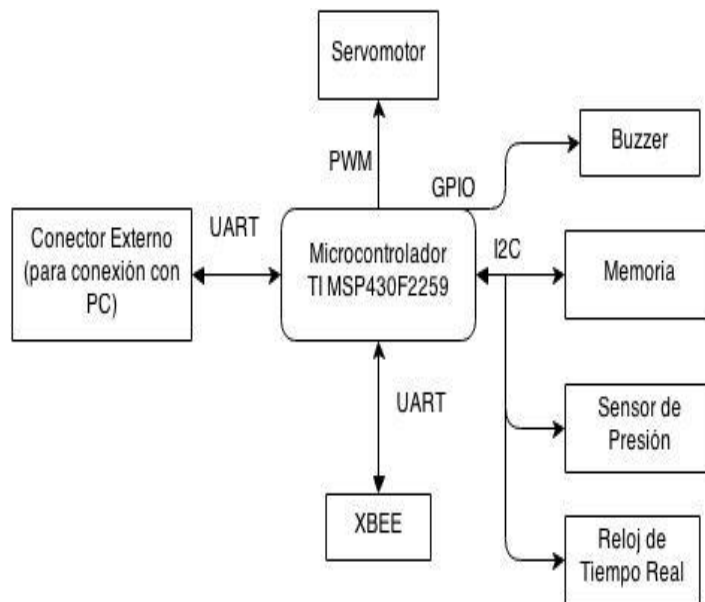 Servomotor
PWM
GPIO
Buzzer
Conector Externo
(para conexión con
PC)
UART
Microcontrolador
TI MSP430F2259
I2C
Memoria
UART
Sensor de
Presión
XBEE
Reloj de
Tiempo Real